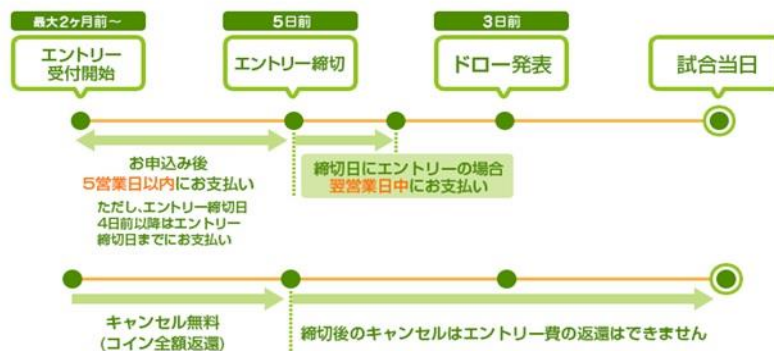 最大2ヶ月前〜
5日前
3日前
エントリー
受付開始
エントリー締切
ドロー発表
試合当日
お申込み後
5営業日以内にお支払い
ただし、エントリー締切日
4日前以降はエントリー
締切日までにお支払い
締切日にエントリーの場合
翌営業日中にお支払い
キャンセル無料
(コイン全額返還)
締切後のキャンセルはエントリー費の返還はできません